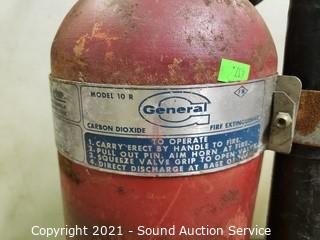 MODEL 10 R
General
CARBON DIOXIDE FIRE EXTINGUISHER
TO OPERATE
1. CARRY ERECT BY HANDLE TO FIRE.
2. PULL OUT PIN, AIM HORN AT FIRE.
3. SQUEEZE VALVE GRIP TO OPEN
4. DIRECT DISCHARGE AT BASE OF
Copyright 2021 - Sound Auction Service